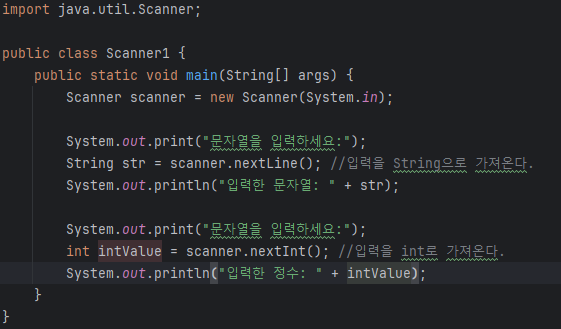 import java.util.Scanner;
public class Scanner1 {
public static void main(String[] args) {
Scanner scanner = new Scanner(System.in);
System.out.print("문자열을 입력하세요:");
String str = scanner.nextLine(); //입력을 String으로 가져온다.
System.out.println("입력한 문자열: " + str);
System.out.print("문자열을 입력하세요:");
int intValue = scanner.nextInt(); //입력을 int로 가져온다.
System.out.println("입력한 정수: " + intValue);
}
}